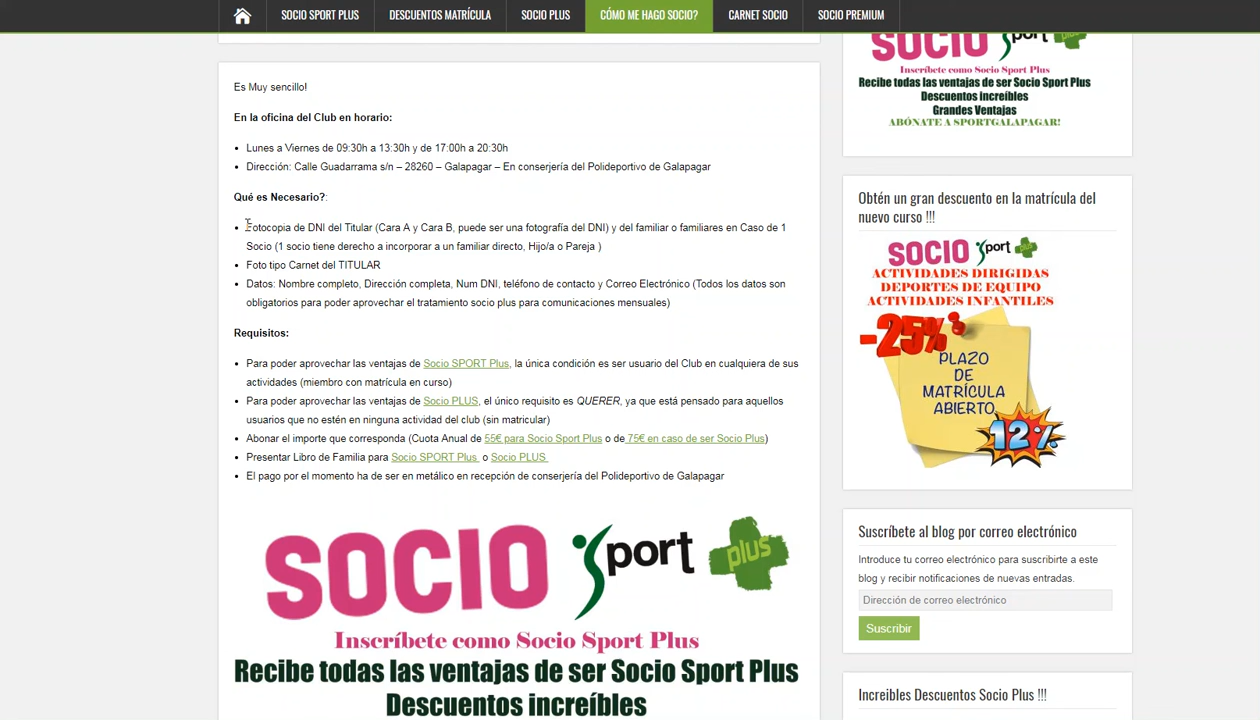 SOCIO SPORT PLUS
DESCUENTOS MATRÍCULA
SOCIO PLUS
CÓMO ME HAGO SOCIO?
CARNET SOCIO
SOCIO PREMIUM
Es Muy sencillo!
En la oficina del Club en horario:
Lunes a Viernes de 09:30h a 13:30h y de 17:00h a 20:30h
Dirección: Calle Guadarrama s/n – 28260 – Galapagar – En conserjería del Polideportivo de Galapagar
Qué es Necesario?:
Fotocopia de DNI del Titular (Cara A y Cara B, puede ser una fotografía del DNI) y del familiar o familiares en Caso de 1
Socio (1 socio tiene derecho a incorporar a un familiar directo, Hijo/a o Pareja )
Foto tipo Carnet del TITULAR
Datos: Nombre completo, Dirección completa, Num DNI, teléfono de contacto y Correo Electrónico (Todos los datos son
obligatorios para poder aprovechar el tratamiento socio plus para comunicaciones mensuales)
Requisitos:
Para poder aprovechar las ventajas de Socio SPORT Plus, la única condición es ser usuario del Club en cualquiera de sus
actividades (miembro con matrícula en curso)
Para poder aprovechar las ventajas de Socio PLUS, el único requisito es QUERER, ya que está pensado para aquellos
usuarios que no estén en ninguna actividad del club (sin matricular)
Abonar el importe que corresponda (Cuota Anual de 55€ para Socio Sport Plus o de 75€ en caso de ser Socio Plus)
Presentar Libro de Familia para Socio SPORT Plus o Socio PLUS
El pago por el momento ha de ser en metálico en recepción de conserjería del Polideportivo de Galapagar
SOCIO Sport plus
Inscríbete como Socio Sport Plus
Recibe todas las ventajas de ser Socio Sport Plus
Descuentos increíbles
SOCIO Sport
Inscríbete como Socio Sport Plus
Recibe todas las ventajas de ser Socio Sport Plus
Descuentos increíbles
Grandes Ventajas
ABÓNATE A SPORTGALAPAGAR!
Obtén un gran descuento en la matrícula del
nuevo curso !!!
SOCIO Sport plus
ACTIVIDADES DIRIGIDAS
DEPORTES DE EQUIPO
ACTIVIDADES INFANTILES
-25%
PLAZO
DE
MATRÍCULA
ABIERTO
12%
Suscríbete al blog por correo electrónico
Introduce tu correo electrónico para suscribirte a este
blog y recibir notificaciones de nuevas entradas.
Dirección de correo electrónico
Suscribir
Increibles Descuentos Socio Plus !!!